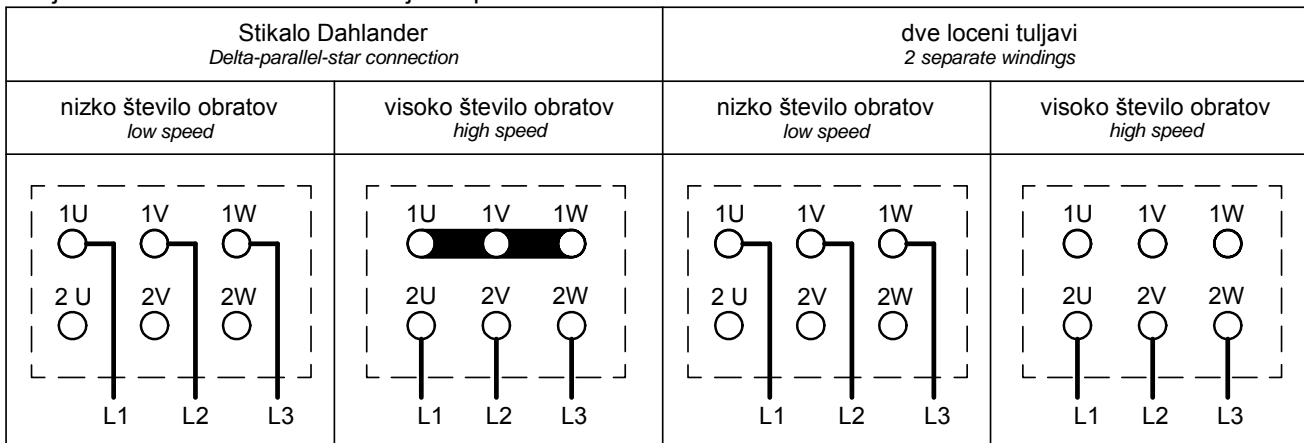 Stikalo Dahlander
Delta-parallel-star connection
dve loceni tuljavi
2 separate windings
nizko število obratov
low speed
visoko število obratov
high speed
nizko število obratov
low speed
visoko število obratov
high speed
1U 1V 1W
2 U 2V 2W
L1 L2 L3
1U 1V 1W
2U 2V 2W
L1 L2 L3
1U 1V 1W
2 U 2V 2W
L1 L2 L3
1U 1V 1W
2U 2V 2W
L1 L2 L3